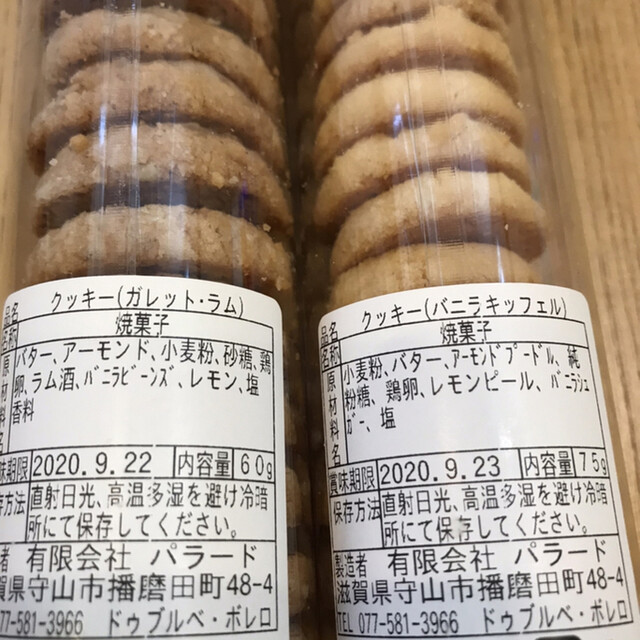 品名 クッキー(ガレット・ラム)
名称 焼菓子
原材料名 バター、アーモンド、小麦粉、砂糖、鶏
卵、ラム酒、バニラビーンズ、レモン、塩
香料
味期限 2020.9.22 内容量 60g
存方法 直射日光、高温多湿を避け冷暗
所にて保存してください。
者 有限会社 パラード
賀県守山市播磨田町48-4
077-581-3966 ドゥブルベ・ボレロ
品名 クッキー(バニラキッフェル)
名称 焼菓子
原材料名 小麦粉、バター、アーモンドプードル、純
粉糖、鶏卵、レモンピール、バニラシュ
ガー、塩
賞味期限 2020.9.23 内容量 75g
保存方法 直射日光、高温多湿を避け冷暗
所にて保存してください。
製造者 有限会社 パラード
滋賀県守山市播磨田町48-4
TEL 077-581-3966 ドゥブルベ・ボレロ